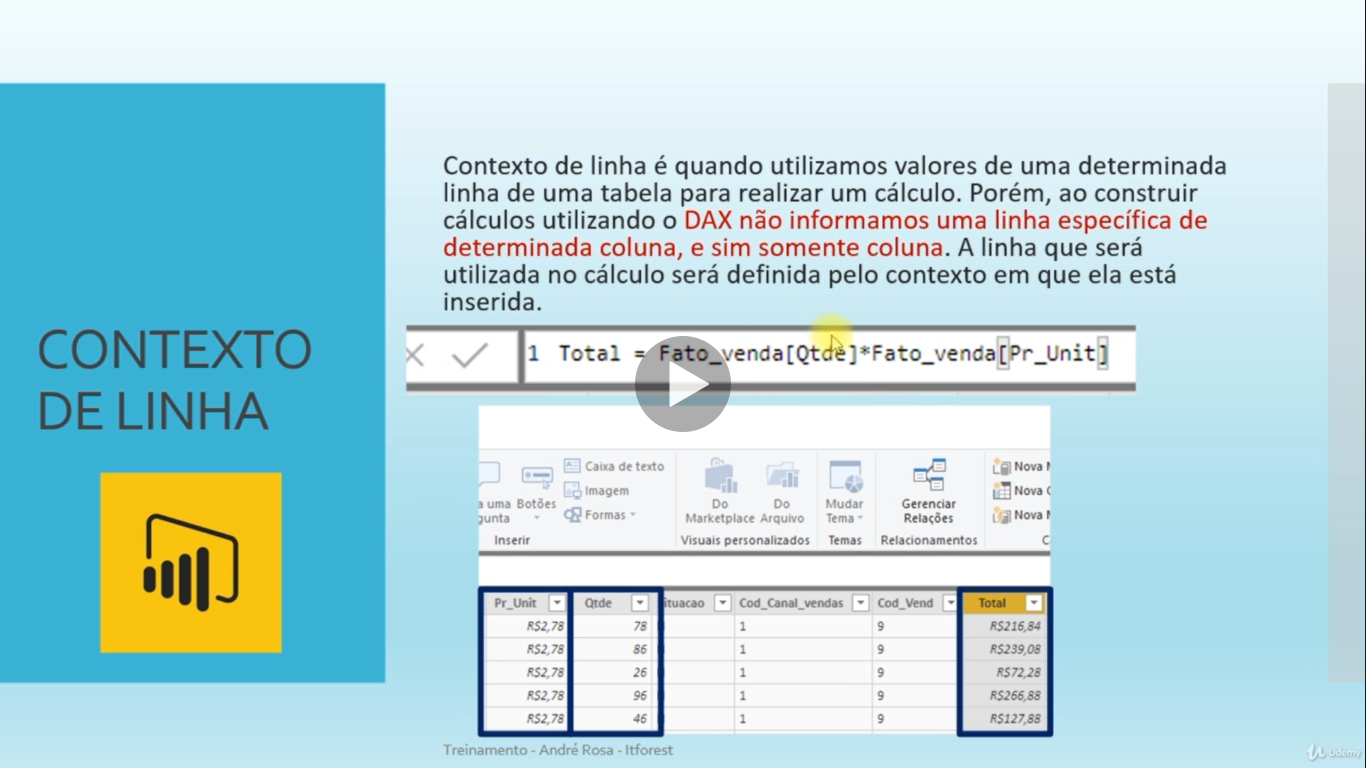 Contexto de linha é quando utilizamos valores de uma determinada
linha de uma tabela para realizar um cálculo. Porém, ao construir
cálculos utilizando o DAX não informamos uma linha específica de
determinada coluna, e sim somente coluna. A linha que será
utilizada no cálculo será definida pelo contexto em que ela está
inserida.
CONTEXTO
DE LINHA
1 Total = Fato_venda[Qtde]*Fato_venda[Pr_Unit]
a uma
gunta
Botões
Caixa de texto
Imagem
Formas
Inserir
Do
Marketplace
Do
Arquivo
Visuais personalizados
Mudar
Tema
Temas
Gerenciar
Relações
Relacionamentos
Nova
Nova
Nova
Pr_Unit Qtde ituacao Cod_Canal_vendas Cod_Vend Total
R$2,78 78 1 9 R$216,84
R$2,78 86 1 9 R$239,08
R$2,78 26 1 9 R$72,28
R$2,78 96 1 9 R$266,88
R$2,78 46 1 9 R$127,88
Treinamento - André Rosa - Itforest
Udemy